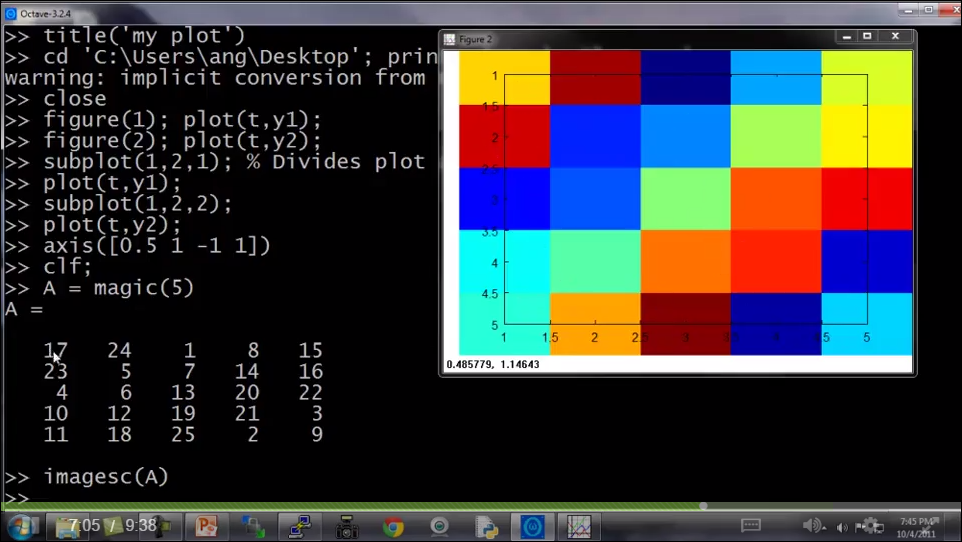 Octave-3.2.4
>> title('my plot')
>> cd 'C:\Users\ang\Desktop'; prin
warning: implicit conversion from
>> close
>> figure(1); plot(t,y1);
>> figure(2); plot(t,y2);
>> subplot(1,2,1); % Divides plot
>> plot(t,y1);
>> subplot(1,2,2);
>> plot(t,y2);
>> axis([0.5 1 -1 1])
>> clf;
>> A = magic(5)
A =
17 24 1 8 15
23 5 7 14 16
4 6 13 20 22
10 12 19 21 3
11 18 25 2 9
>> imagesc(A)
>>
Figure 2
1
1.5
2
2.5
3
3.5
4
4.5
5
1 1.5 2 2.5 3 3.5 4 4.5 5
0.485779, 1.14643
7:05 / 9:38
7:45 PM
10/4/2011